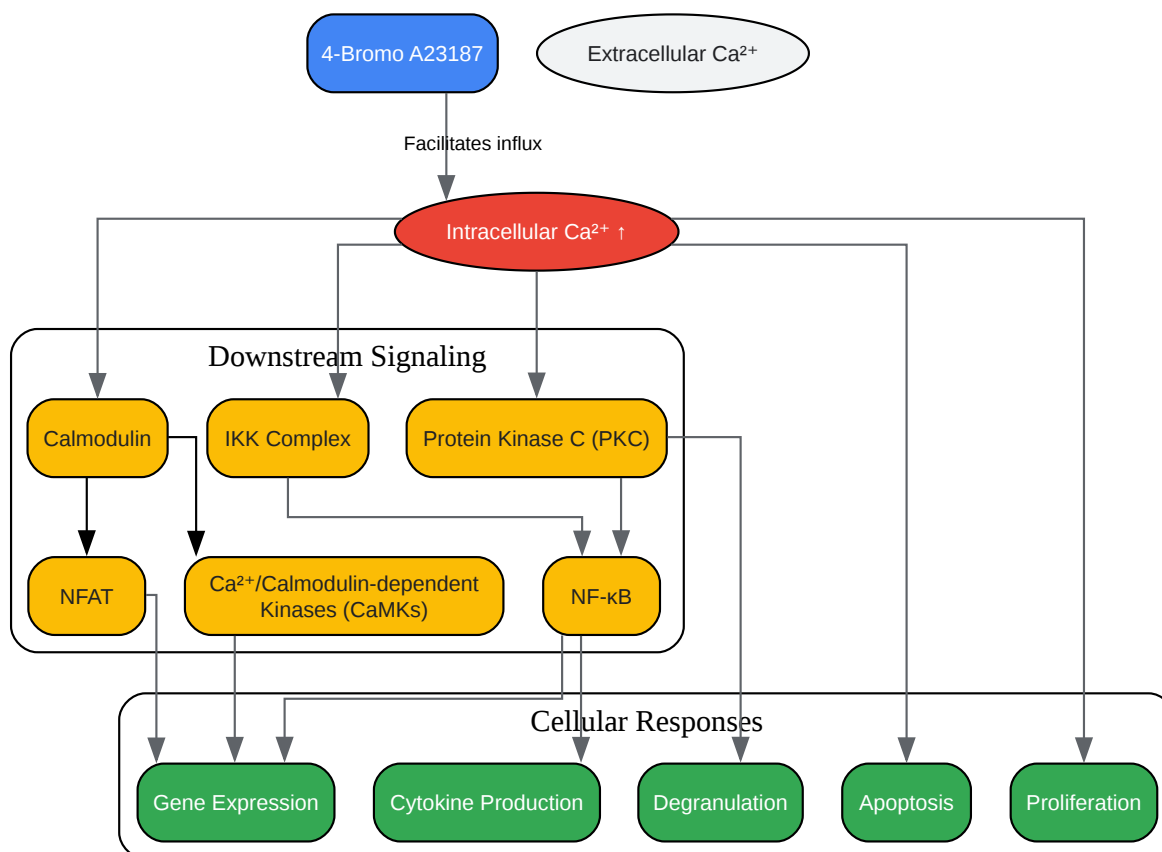 4-Bromo A23187
Extracellular Ca²⁺
Facilitates influx
Intracellular Ca²⁺ ↑
Downstream Signaling
Calmodulin
IKK Complex
Protein Kinase C (PKC)
NFAT
Ca²⁺/Calmodulin-dependent
Kinases (CaMKs)
NF-κB
Cellular Responses
Gene Expression
Cytokine Production
Degranulation
Apoptosis
Proliferation